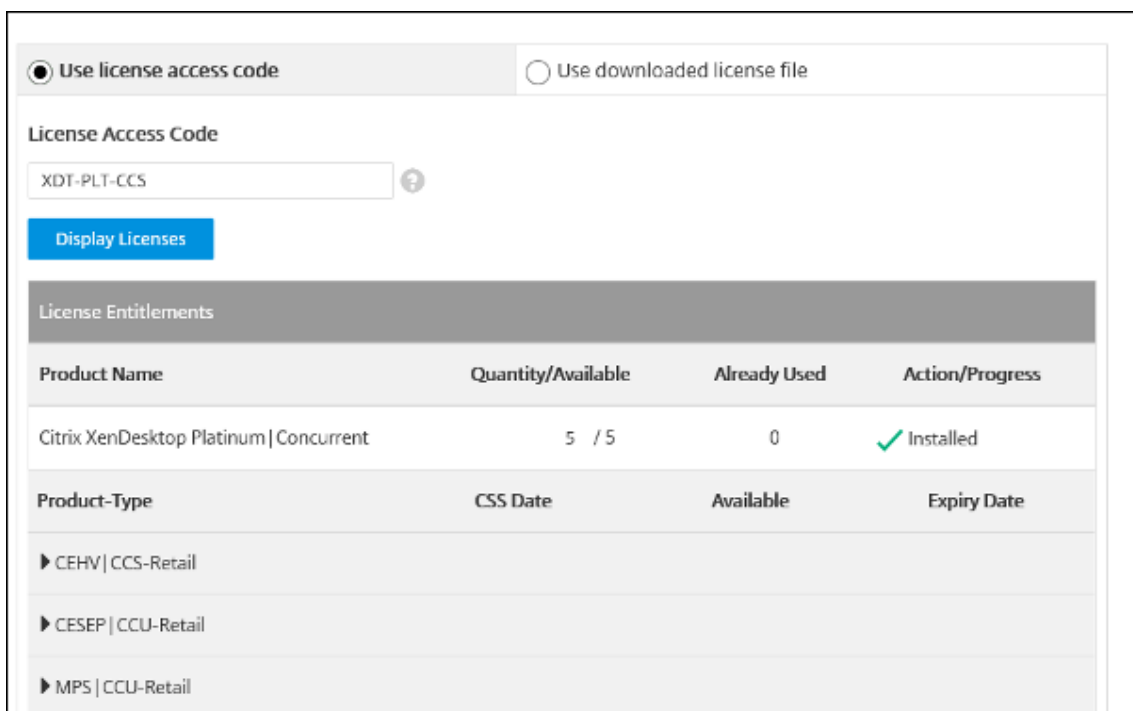 Use license access code Use downloaded license file
License Access Code
XDT-PLT-CCS ?
Display Licenses
License Entitlements
Product Name Quantity/Available Already Used Action/Progress
Citrix XenDesktop Platinum|Concurrent 5 / 5 0 Installed
Product-Type CSS Date Available Expiry Date
CEHV|CCS-Retail
CESEP|CCU-Retail
MPS|CCU-Retail